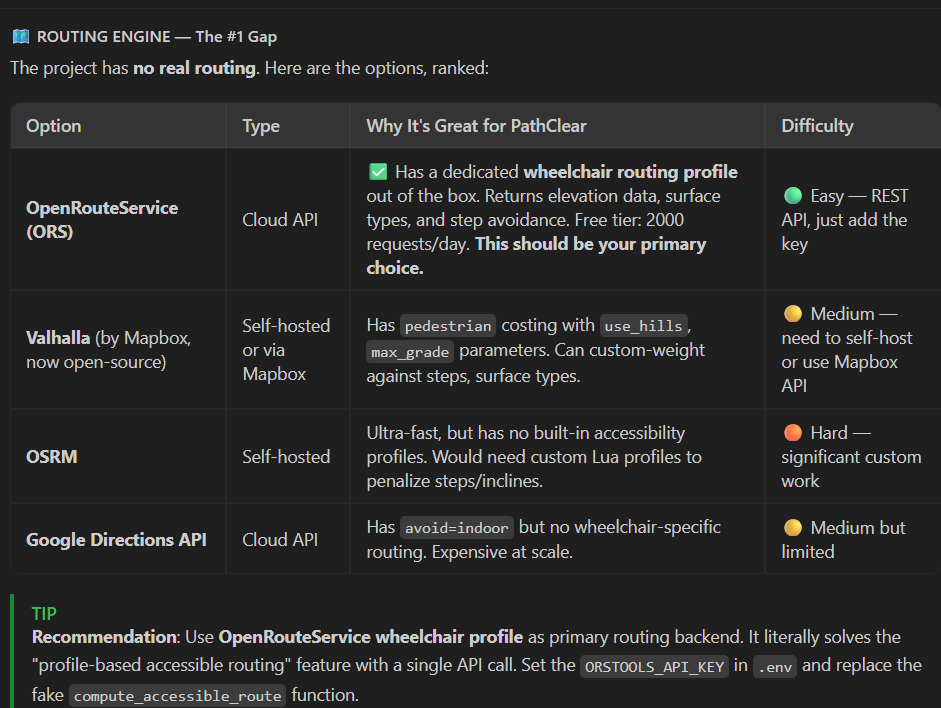 ROUTING ENGINE — The #1 Gap
The project has no real routing. Here are the options, ranked:
Option Type Why It's Great for PathClear Difficulty
OpenRouteService
(ORS)
Cloud API
✅ Has a dedicated wheelchair routing profile
out of the box. Returns elevation data, surface
types, and step avoidance. Free tier: 2000
requests/day. This should be your primary
choice.
🟢 Easy — REST
API, just add the
key
Valhalla (by Mapbox,
now open-source)
Self-hosted
or via
Mapbox
Has pedestrian costing with use_hills,
max_grade parameters. Can custom-weight
against steps, surface types.
🟡 Medium —
need to self-host
or use Mapbox
API
OSRM
Self-hosted
Ultra-fast, but has no built-in accessibility
profiles. Would need custom Lua profiles to
penalize steps/inclines.
🔴 Hard —
significant custom
work
Google Directions API
Cloud API
Has avoid=indoor but no wheelchair-specific
routing. Expensive at scale.
🟡 Medium but
limited
TIP
Recommendation: Use OpenRouteService wheelchair profile as primary routing backend. It literally solves the
"profile-based accessible routing" feature with a single API call. Set the ORSTOOLS_API_KEY in .env and replace the
fake compute_accessible_route function.